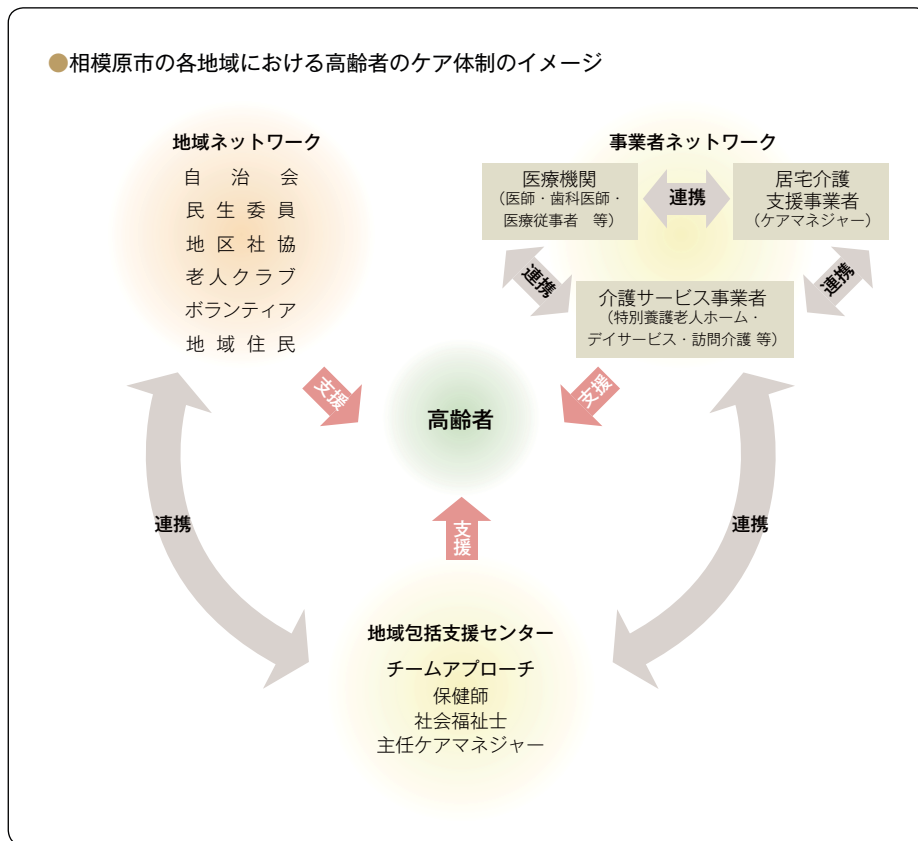 ●相模原市の各地域における高齢者のケア体制のイメージ
地域ネットワーク
自治会
民生委員
地区社協
老人クラブ
ボランティア
地域住民
事業者ネットワーク
医療機関
（医師・歯科医師・
医療従事者　等）
連携
居宅介護
支援事業者
（ケアマネジャー）
連携
連携
介護サービス事業者
（特別養護老人ホーム・
デイサービス・訪問介護 等）
支援
支援
高齢者
連携
支援
連携
地域包括支援センター
チームアプローチ
保健師
社会福祉士
主任ケアマネジャー